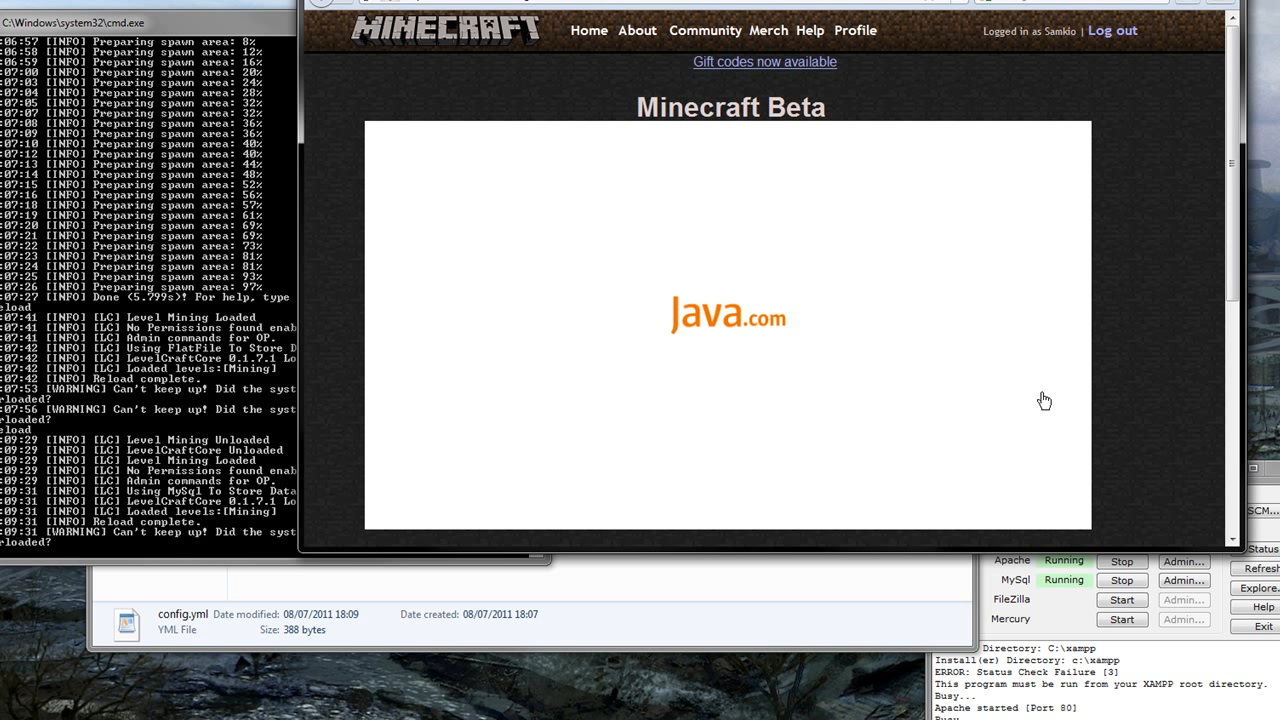 C:\Windows\system32\cmd.exe
:06:57 [INFO] Preparing spawn area: 8%
:06:58 [INFO] Preparing spawn area: 12%
:06:59 [INFO] Preparing spawn area: 16%
:07:00 [INFO] Preparing spawn area: 20%
:07:03 [INFO] Preparing spawn area: 24%
:07:04 [INFO] Preparing spawn area: 28%
:07:05 [INFO] Preparing spawn area: 32%
:07:07 [INFO] Preparing spawn area: 32%
:07:08 [INFO] Preparing spawn area: 36%
:07:09 [INFO] Preparing spawn area: 36%
:07:10 [INFO] Preparing spawn area: 40%
:07:12 [INFO] Preparing spawn area: 40%
:07:13 [INFO] Preparing spawn area: 44%
:07:14 [INFO] Preparing spawn area: 48%
:07:15 [INFO] Preparing spawn area: 52%
:07:16 [INFO] Preparing spawn area: 56%
:07:18 [INFO] Preparing spawn area: 57%
:07:19 [INFO] Preparing spawn area: 61%
:07:20 [INFO] Preparing spawn area: 69%
:07:21 [INFO] Preparing spawn area: 69%
:07:22 [INFO] Preparing spawn area: 73%
:07:23 [INFO] Preparing spawn area: 81%
:07:24 [INFO] Preparing spawn area: 81%
:07:25 [INFO] Preparing spawn area: 93%
:07:26 [INFO] Preparing spawn area: 97%
:07:27 [INFO] Done (5.799s)! For help, type
eload
:07:41 [INFO] [LC] Level Mining Loaded
:07:41 [INFO] [LC] No Permissions found enab
:07:41 [INFO] [LC] Admin commands for OP.
:07:42 [INFO] [LC] Using FlatFile To Store D
:07:42 [INFO] [LC] LevelCraftCore 0.1.7.1 Lo
:07:42 [INFO] [LC] Loaded levels:[Mining]
:07:42 [INFO] Reload complete.
:07:53 [WARNING] Can't keep up! Did the syst
rloaded?
:07:56 [WARNING] Can't keep up! Did the syst
rloaded?
eload
:09:29 [INFO] [LC] Level Mining Unloaded
:09:29 [INFO] [LC] LevelCraftCore Unloaded
:09:29 [INFO] [LC] Level Mining Loaded
:09:29 [INFO] [LC] No Permissions found enab
:09:29 [INFO] [LC] Admin commands for OP.
:09:31 [INFO] [LC] Using MySql To Store Data
:09:31 [INFO] [LC] LevelCraftCore 0.1.7.1 Lo
:09:31 [INFO] [LC] Loaded levels:[Mining]
:09:31 [INFO] Reload complete.
:09:31 [WARNING] Can't keep up! Did the syst
rloaded?
MINECRAFT Home About Community Merch Help Profile Logged in as Samkio | Log out
Gift codes now available
Minecraft Beta
Java.com
SCM...
Status
Apache Running Stop Admin... Refresh
MySql Running Stop Admin... Explore..
FileZilla Start Admin... Help
Mercury Start Admin... Exit
config.yml Date modified: 08/07/2011 18:09 Date created: 08/07/2011 18:07
YML File Size: 388 bytes
Directory: C:\xampp
Install(er) Directory: c:\xampp
ERROR: Status Check Failure [3]
This program must be run from your XAMPP root directory.
Busy...
Apache started [Port 80]